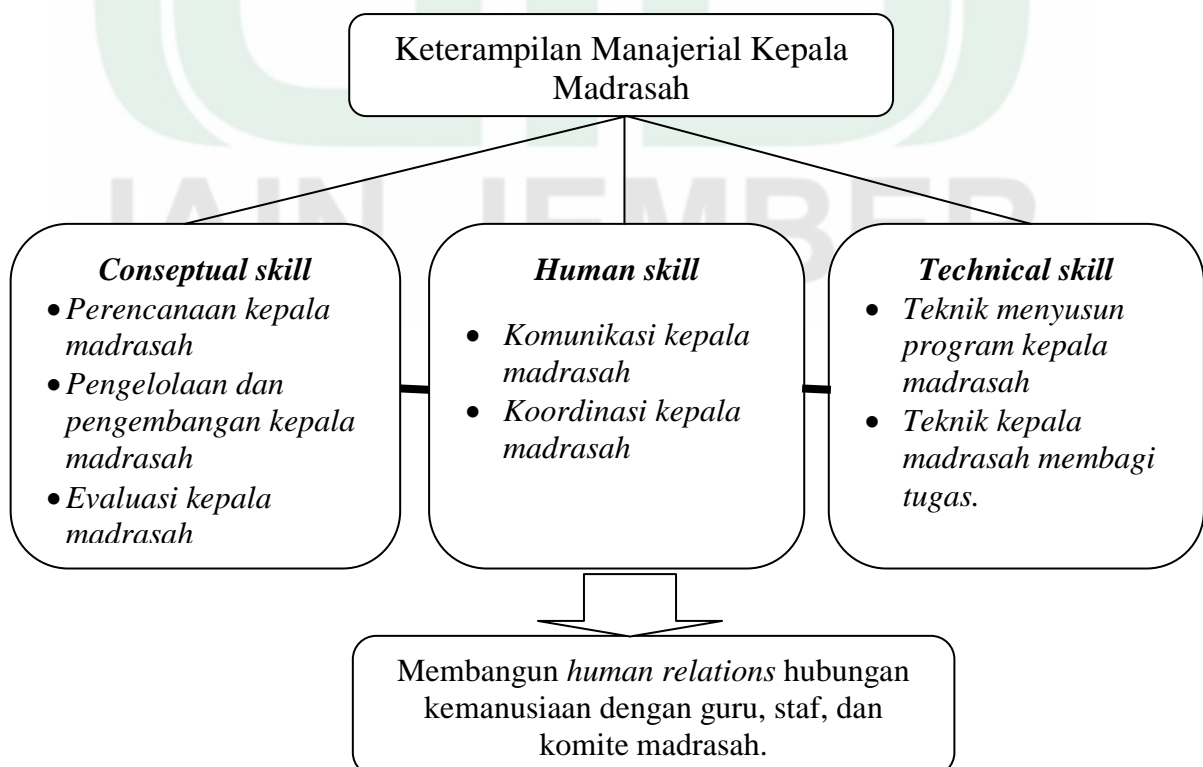 Keterampilan Manajerial Kepala
Madrasah
IAIN JEMBER
Conseptual skill
• Perencanaan kepala
madrasah
• Pengelolaan dan
pengembangan kepala
madrasah
• Evaluasi kepala
madrasah
Human skill
• Komunikasi kepala
madrasah
• Koordinasi kepala
madrasah
Technical skill
• Teknik menyusun
program kepala
madrasah
• Teknik kepala
madrasah membagi
tugas.
Membangun human relations hubungan
kemanusiaan dengan guru, staf, dan
komite madrasah.